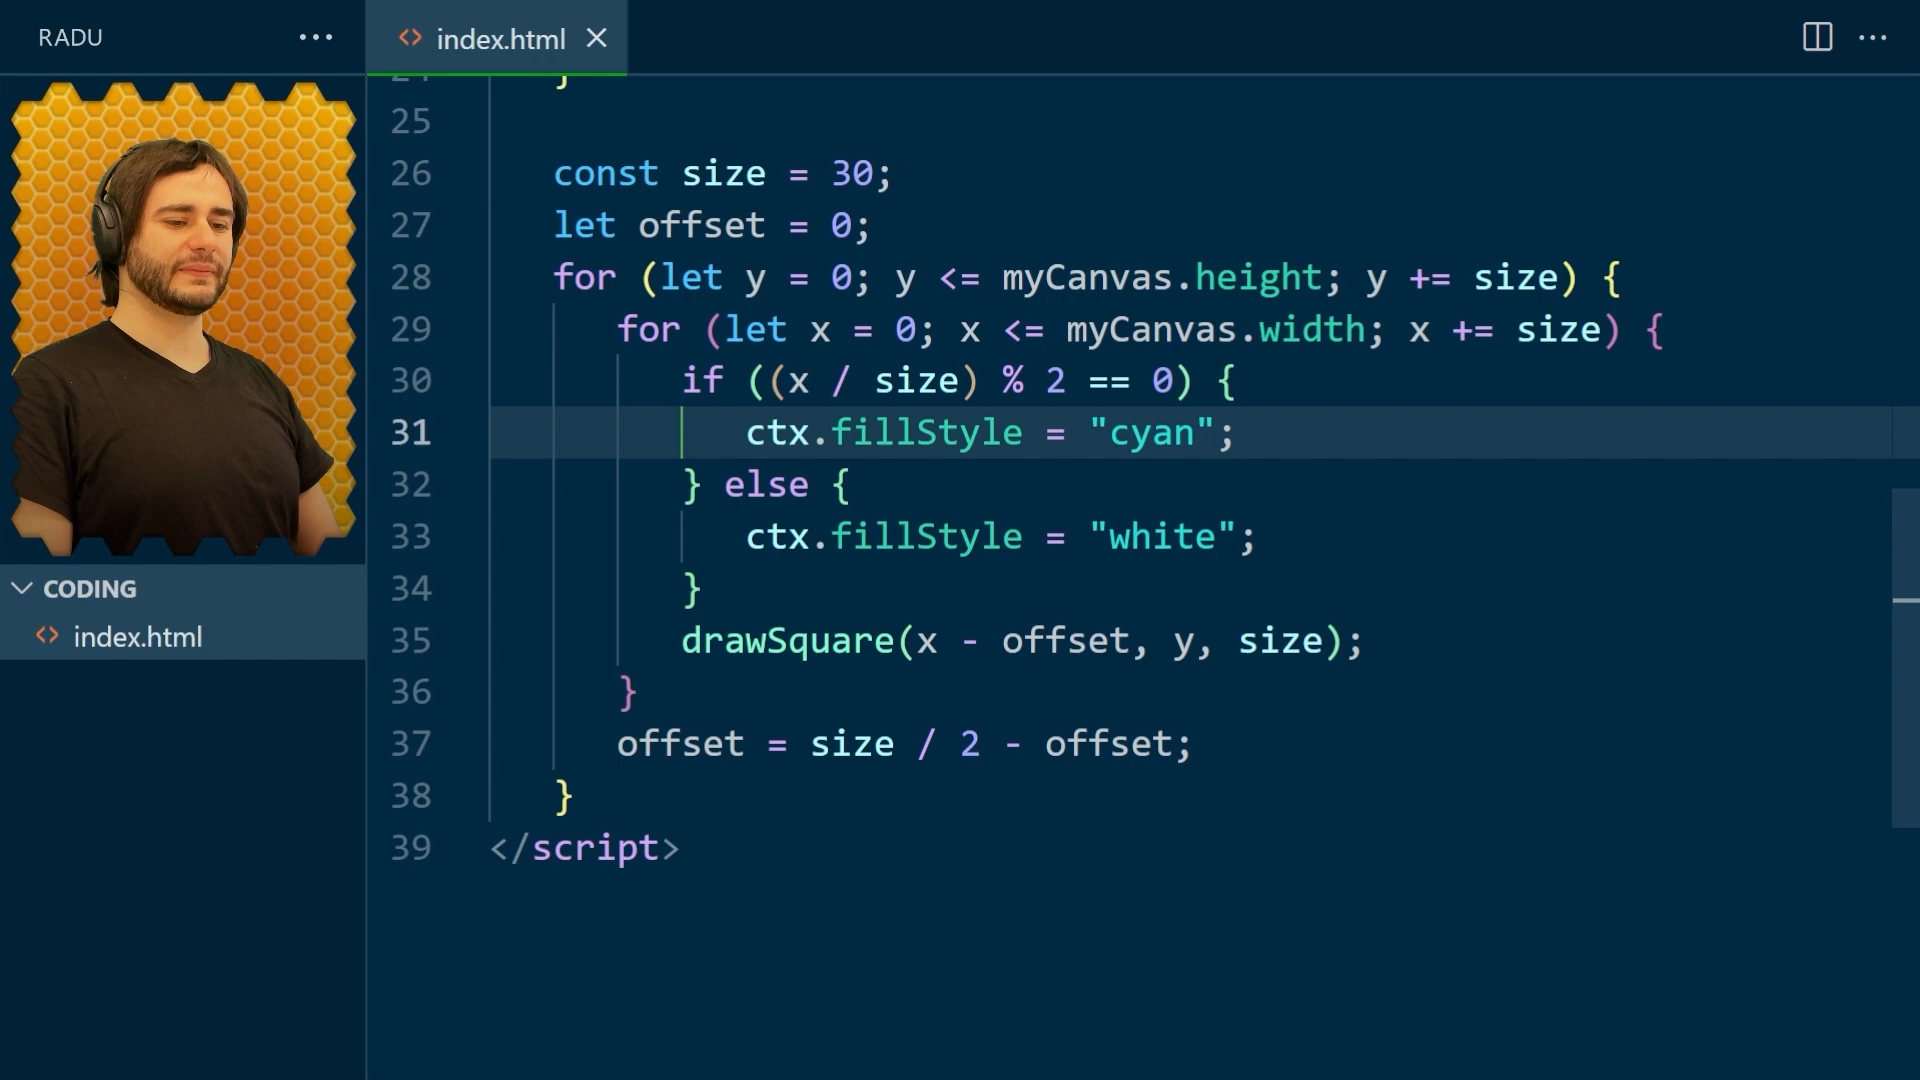 RADU
index.html
24 }
25
26 const size = 30;
27 let offset = 0;
28 for (let y = 0; y <= myCanvas.height; y += size) {
29 for (let x = 0; x <= myCanvas.width; x += size) {
30 if ((x / size) % 2 == 0) {
31 ctx.fillStyle = "cyan";
32 } else {
33 ctx.fillStyle = "white";
34 }
35 drawSquare(x - offset, y, size);
36 }
37 offset = size / 2 - offset;
38 }
39 </script>
CODING
index.html